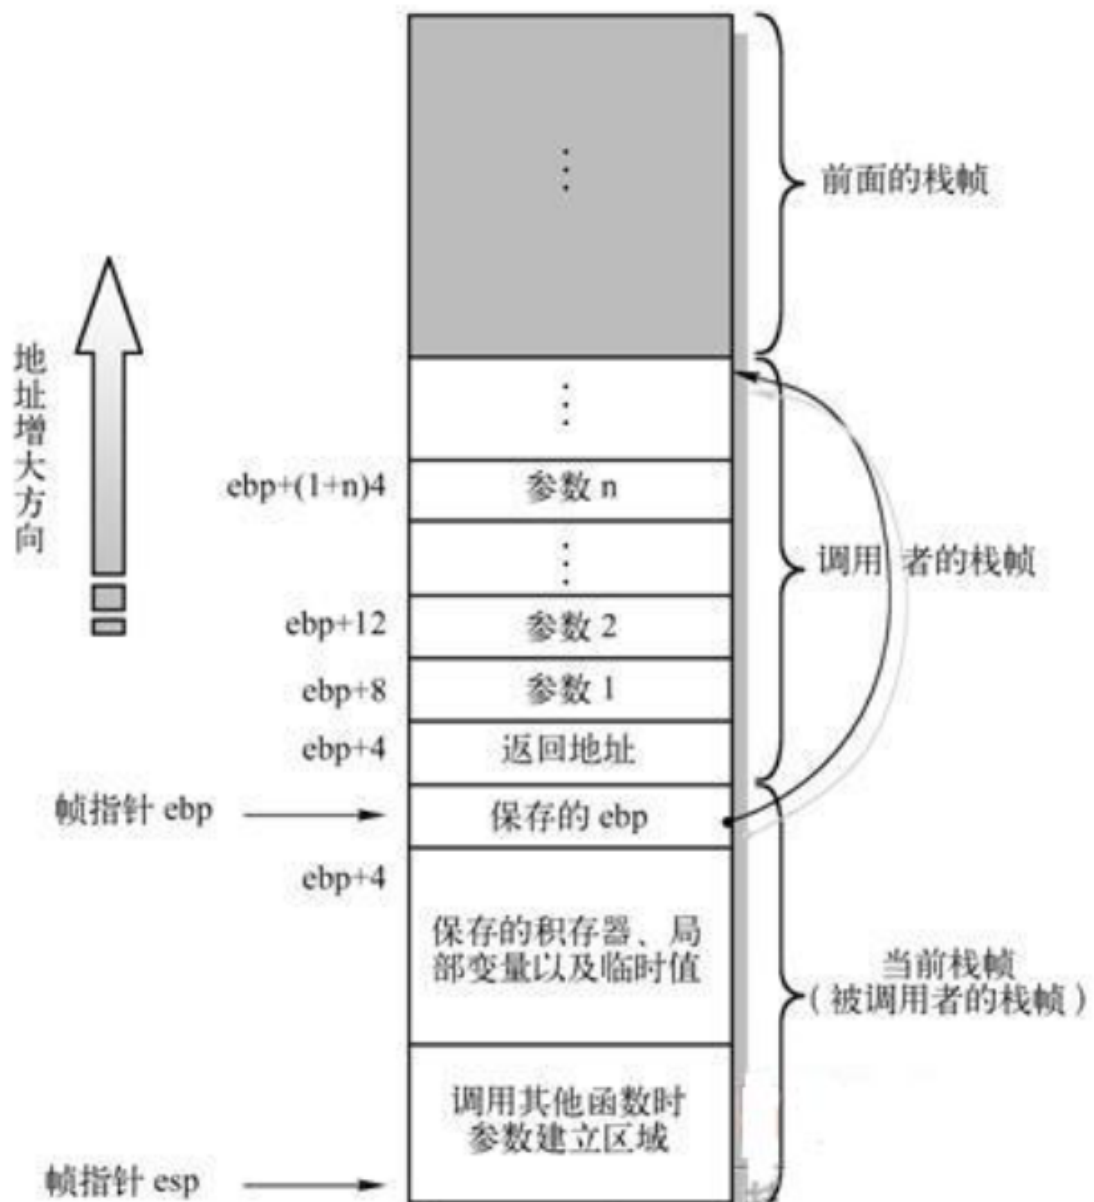 前面的栈帧
地址增大方向
ebp+(1+n)4
参数 n
调用者的栈帧
ebp+12
参数 2
ebp+8
参数 1
ebp+4
返回地址
帧指针 ebp
保存的 ebp
ebp+4
保存的积存器、局
部变量以及临时值
当前栈帧
(被调用者的栈帧)
调用其他函数时
参数建立区域
帧指针 esp